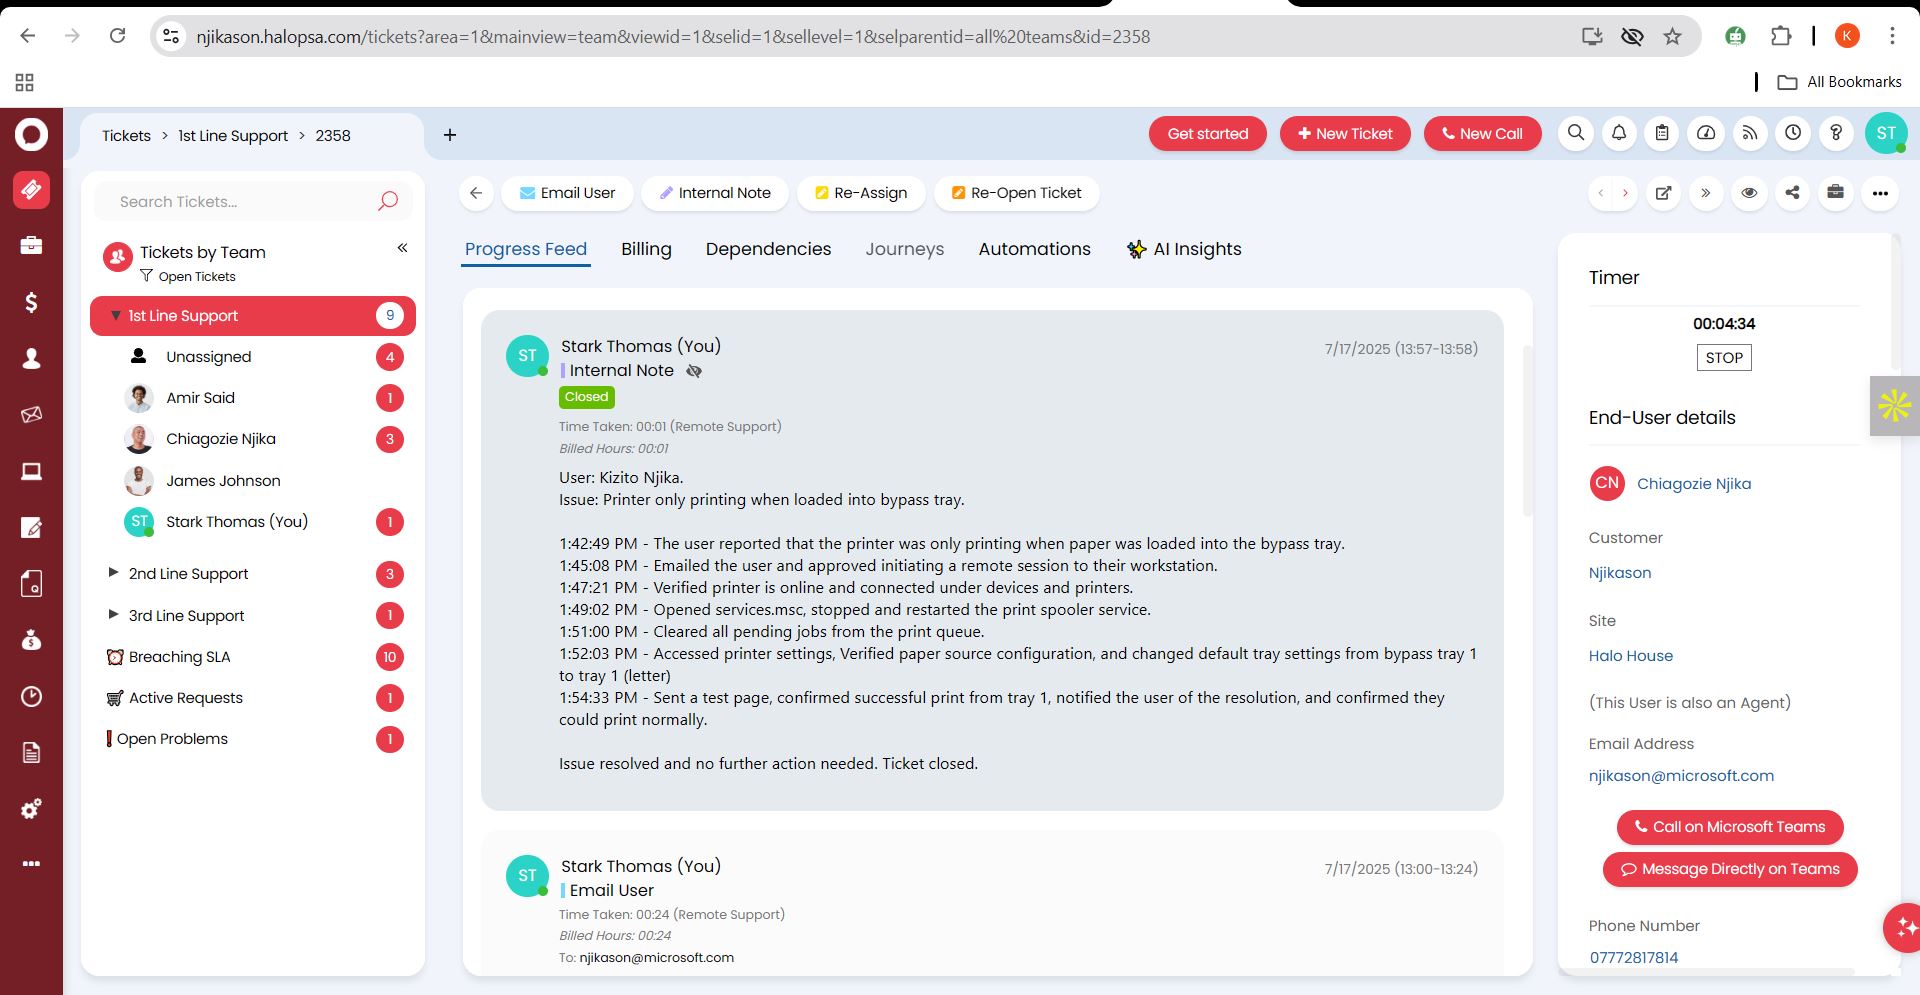 njikason.halopsa.com/tickets?area=1&mainview=team&viewid=1&selid=1&sellevel=1&selparentid=all%20teams&id=2358
K
All Bookmarks
Tickets > 1st Line Support > 2358
+
Get started
New Ticket
New Call
ST
Search Tickets...
Tickets by Team
Open Tickets
1st Line Support 9
Unassigned 4
Amir Said 1
Chiagozie Njika 3
James Johnson
ST Stark Thomas (You) 1
2nd Line Support 3
3rd Line Support 1
Breaching SLA 10
Active Requests 1
Open Problems 1
Email User
Internal Note
Re-Assign
Re-Open Ticket
Progress Feed
Billing
Dependencies
Journeys
Automations
AI Insights
ST
Stark Thomas (You)
7/17/2025 (13:57-13:58)
Internal Note
Closed
Time Taken: 00:01 (Remote Support)
Billed Hours: 00:01
User: Kizito Njika.
Issue: Printer only printing when loaded into bypass tray.
1:42:49 PM - The user reported that the printer was only printing when paper was loaded into the bypass tray.
1:45:08 PM - Emailed the user and approved initiating a remote session to their workstation.
1:47:21 PM - Verified printer is online and connected under devices and printers.
1:49:02 PM - Opened services.msc, stopped and restarted the print spooler service.
1:51:00 PM - Cleared all pending jobs from the print queue.
1:52:03 PM - Accessed printer settings, Verified paper source configuration, and changed default tray settings from bypass tray 1
to tray 1 (letter)
1:54:33 PM - Sent a test page, confirmed successful print from tray 1, notified the user of the resolution, and confirmed they
could print normally.
Issue resolved and no further action needed. Ticket closed.
ST
Stark Thomas (You)
7/17/2025 (13:00-13:24)
Email User
Time Taken: 00:24 (Remote Support)
Billed Hours: 00:24
To: njikason@microsoft.com
Timer
00:04:34
STOP
End-User details
CN Chiagozie Njika
Customer
Njikason
Site
Halo House
(This User is also an Agent)
Email Address
njikason@microsoft.com
Call on Microsoft Teams
Message Directly on Teams
Phone Number
07772817814